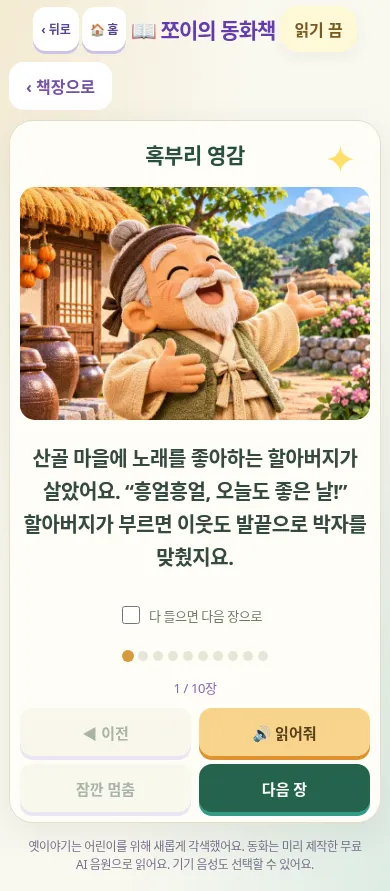 ‹ 뒤로 🏠 홈 📖 쪼이의 동화책 읽기 끔
‹ 책장으로
혹부리 영감
산골 마을에 노래를 좋아하는 할아버지가
살았어요. “흥얼흥얼, 오늘도 좋은 날!”
할아버지가 부르면 이웃도 발끝으로 박자를
맞췄지요.
다 들으면 다음 장으로
1 / 10장
◀ 이전 🔊 읽어줘
잠깐 멈춤 다음 장
옛이야기는 어린이를 위해 새롭게 각색했어요. 동화는 미리 제작한 무료
AI 음원으로 읽어요. 기기 음성도 선택할 수 있어요.